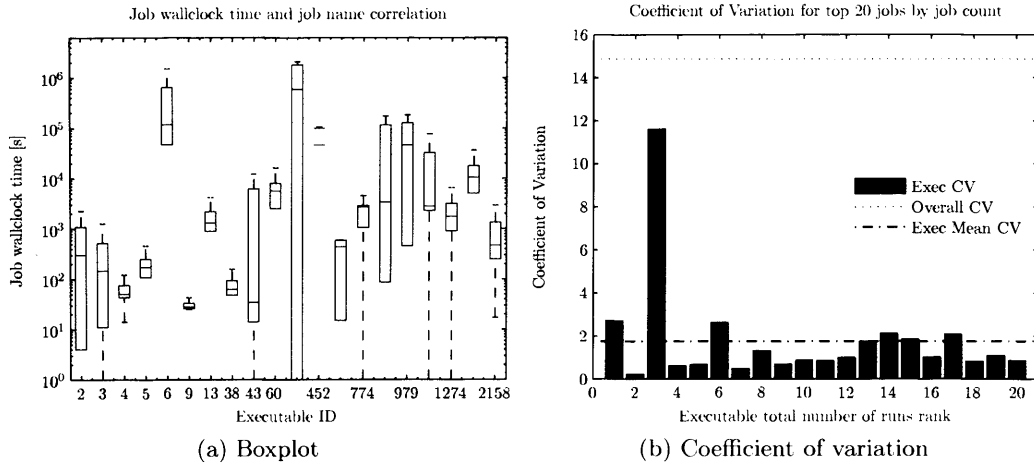 Job wallclock time and job name correlation
Job wallclock time [s]
10^6
10^5
10^4
10^3
10^2
10^1
10^0
2 3 4 5 6 9 13 38 43 60 452 774 979 1274 2158
Executable ID
(a) Boxplot
Coefficient of Variation for top 20 jobs by job count
Coefficient of Variation
16
14
12
10
8
6
4
2
0
Exec CV
Overall CV
Exec Mean CV
0 2 4 6 8 10 12 14 16 18 20
Executable total number of runs rank
(b) Coefficient of variation